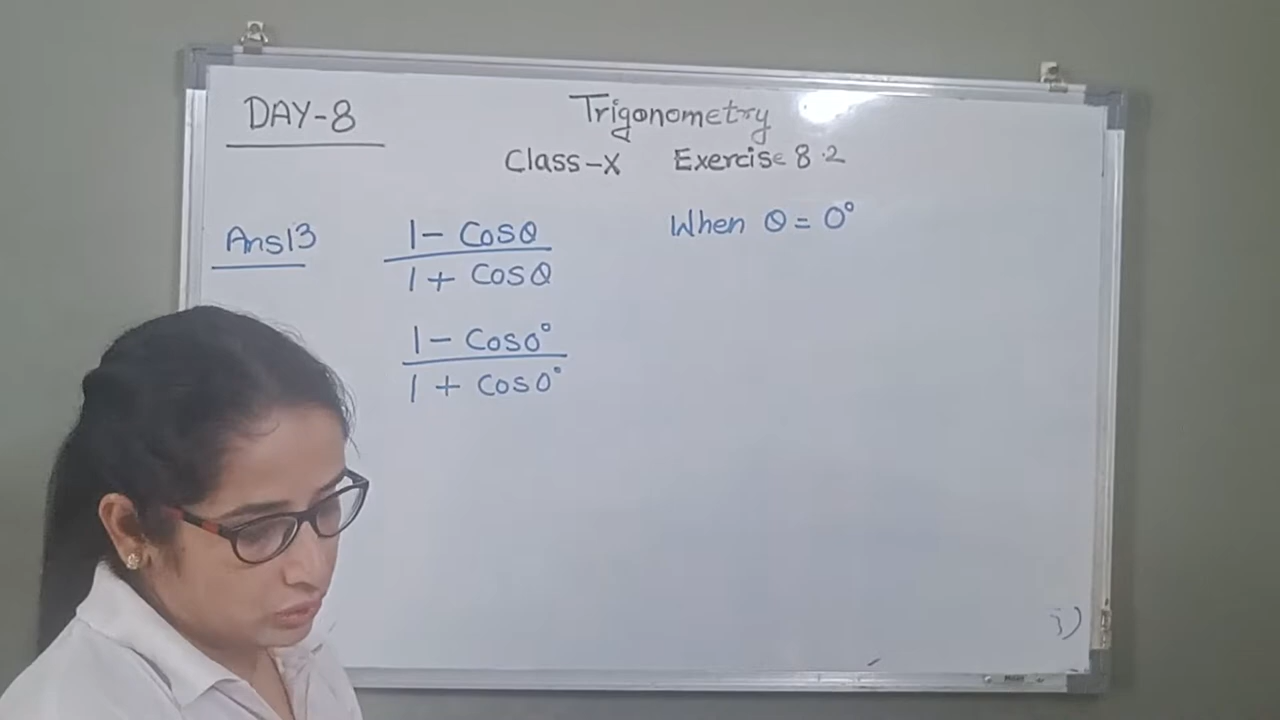 DAY-8
Trigonometry
Class-X Exercise 8.2
Ans13
1 - Cosθ
1 + Cosθ
When θ = 0°
1 - Cos0°
1 + Cos0°